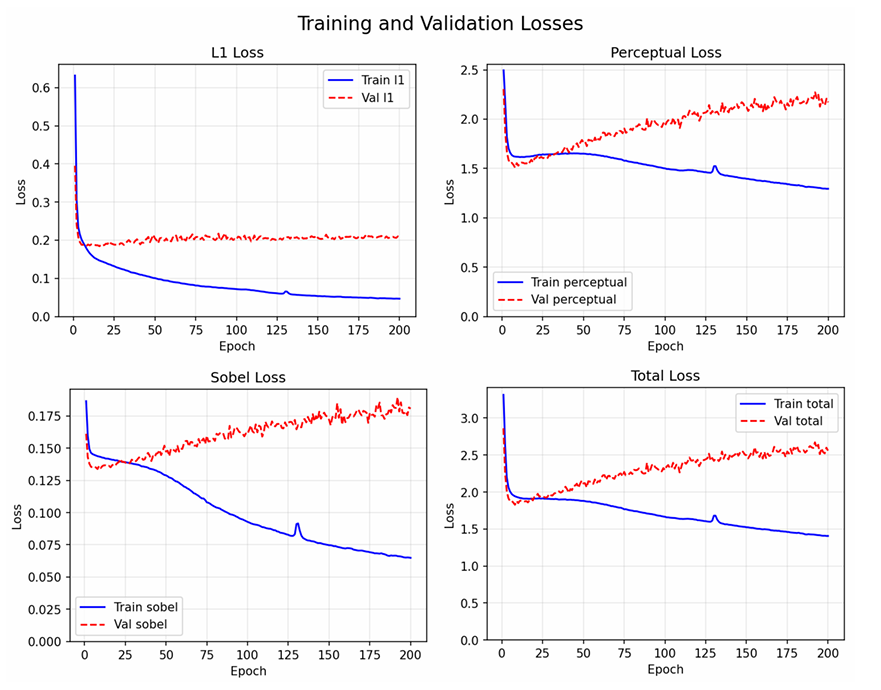 Training and Validation Losses
L1 Loss
Loss
0.6
0.5
0.4
0.3
0.2
0.1
0.0
Train l1
Val l1
0 25 50 75 100 125 150 175 200
Epoch
Perceptual Loss
Loss
2.5
2.0
1.5
1.0
0.5
0.0
Train perceptual
Val perceptual
0 25 50 75 100 125 150 175 200
Epoch
Sobel Loss
Loss
0.175
0.150
0.125
0.100
0.075
0.050
0.025
0.000
Train sobel
Val sobel
0 25 50 75 100 125 150 175 200
Epoch
Total Loss
Loss
3.0
2.5
2.0
1.5
1.0
0.5
0.0
Train total
Val total
0 25 50 75 100 125 150 175 200
Epoch